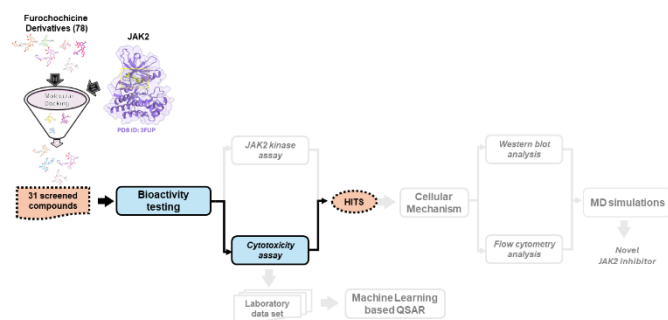 Furochochicine
Derivatives (78)
JAK2
Molecular
Docking
PDB ID: 3FUP
31 screened
compounds
Bioactivity
testing
JAK2 kinase
assay
Cytotoxicity
assay
HITS
Cellular
Mechanism
Western blot
analysis
Flow cytometry
analysis
MD simulations
Novel
JAK2 inhibitor
Laboratory
data set
Machine Learning
based QSAR